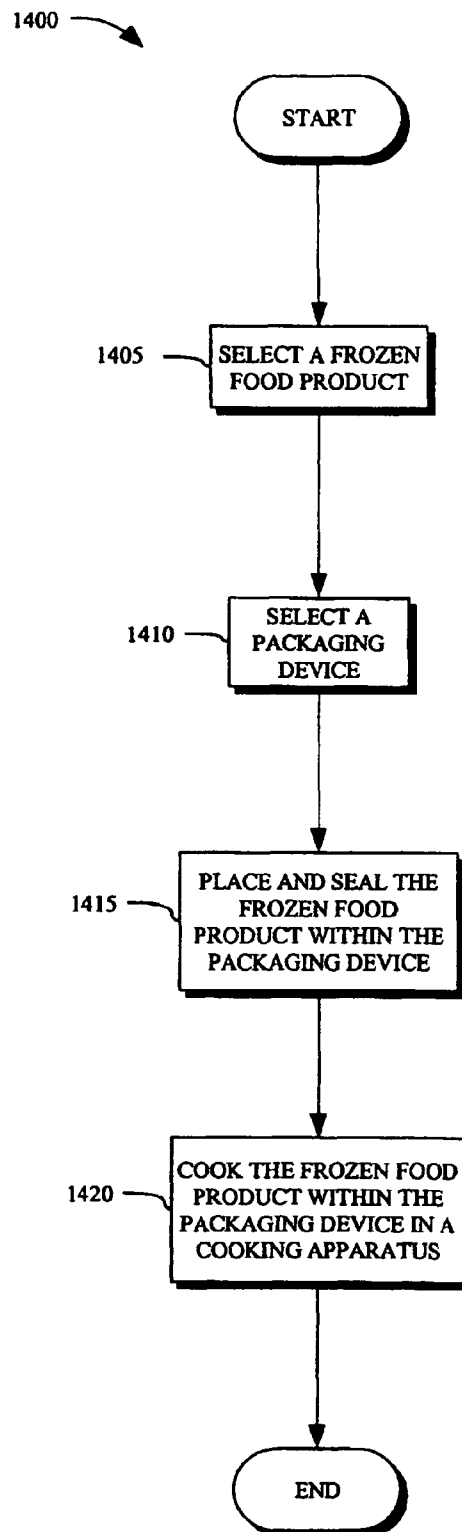 1400
START
1405
SELECT A FROZEN
FOOD PRODUCT
1410
SELECT A
PACKAGING
DEVICE
1415
PLACE AND SEAL THE
FROZEN FOOD
PRODUCT WITHIN THE
PACKAGING DEVICE
1420
COOK THE FROZEN FOOD
PRODUCT WITHIN THE
PACKAGING DEVICE IN A
COOKING APPARATUS
END